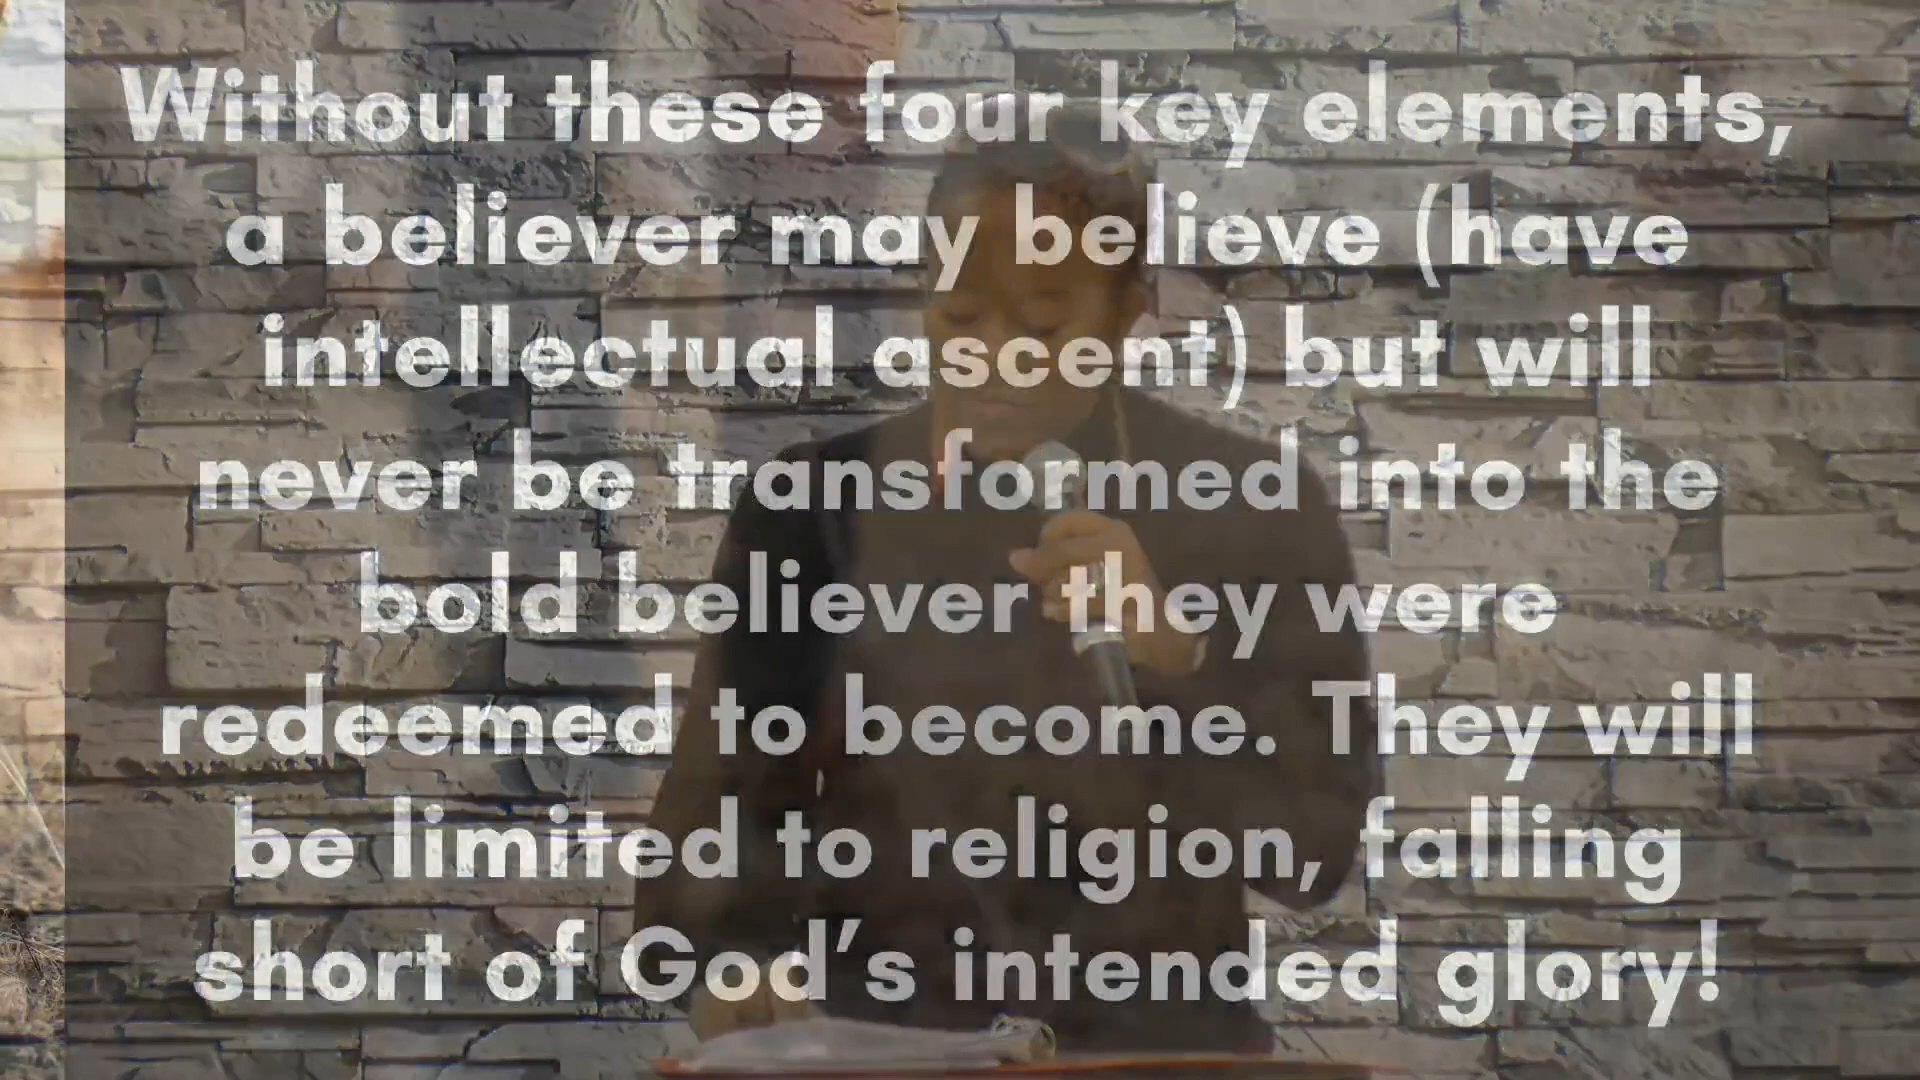 Without these four key elements,
a believer may believe (have
intellectual ascent) but will
never be transformed into the
bold believer they were
redeemed to become. They will
be limited to religion, falling
short of God's intended glory!